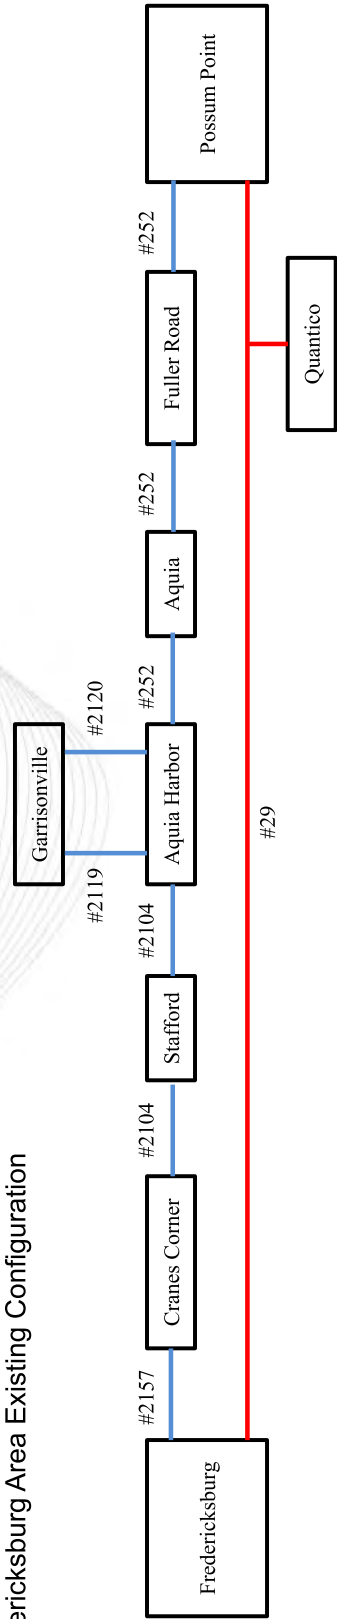 ericksburg Area Existing Configuration
Garrisonville
#2119
#2120
#2157
#2104
#2104
#252
#252
#252
Fredericksburg
Cranes Corner
Stafford
Aquia Harbor
Aquia
Fuller Road
Possum Point
#29
Quantico